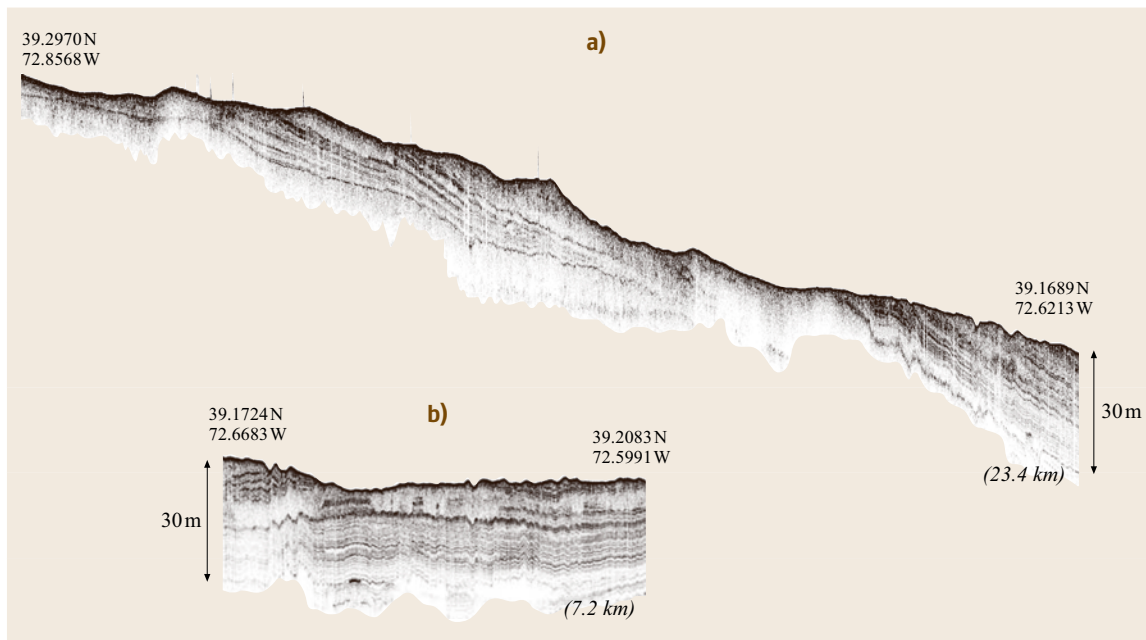 a)
39.2970 N
72.8568 W
39.1689 N
72.6213 W
30 m
(23.4 km)
b)
39.1724 N
72.6683 W
39.2083 N
72.5991 W
30 m
(7.2 km)